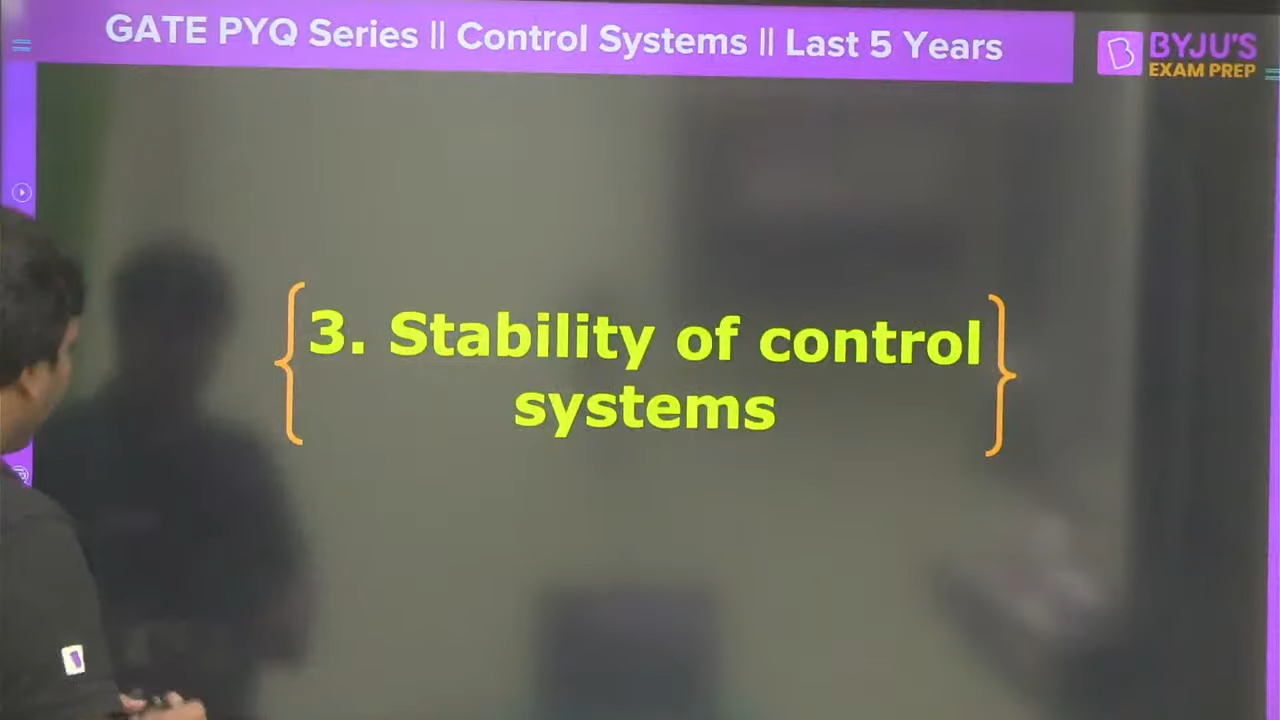 GATE PYQ Series || Control Systems || Last 5 Years
BYJU'S
EXAM PREP
3. Stability of control
systems